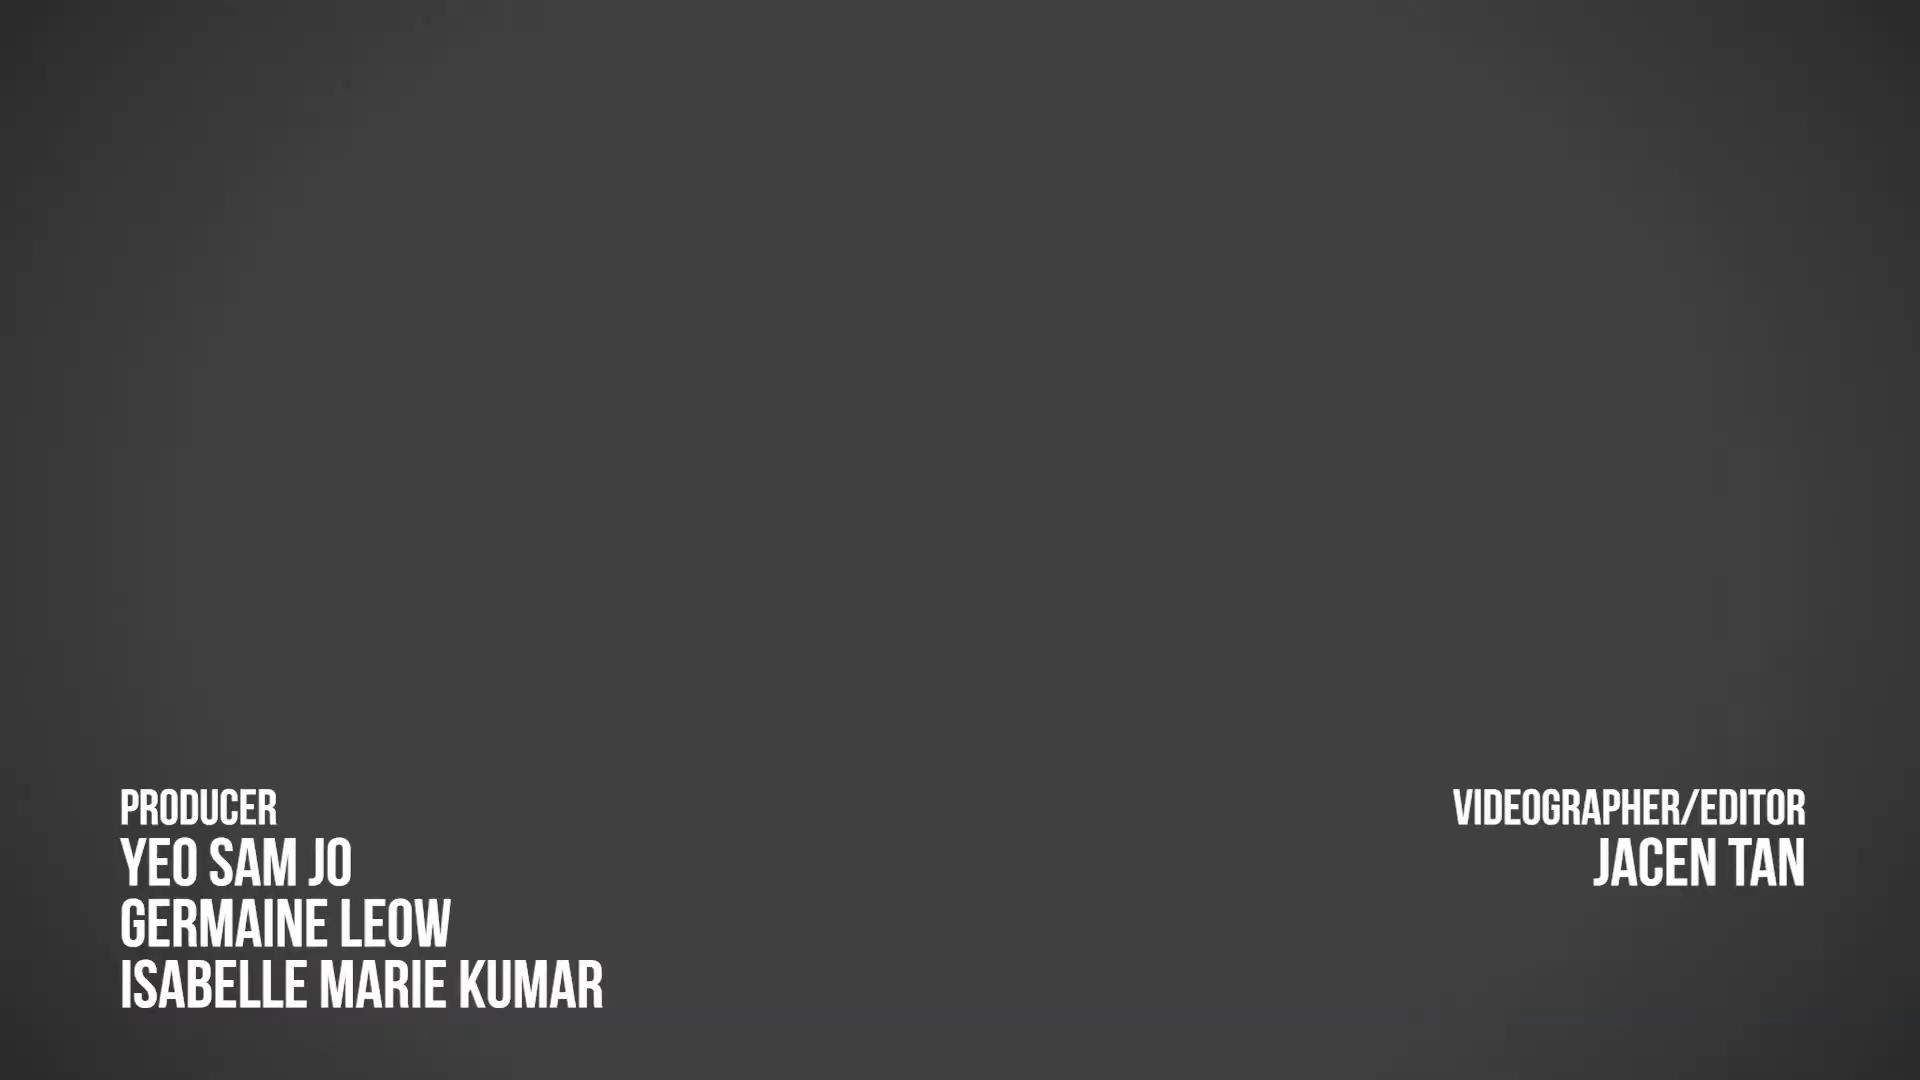 PRODUCER
YEO SAM JO
GERMAINE LEOW
ISABELLE MARIE KUMAR
VIDEOGRAPHER/EDITOR
JACEN TAN